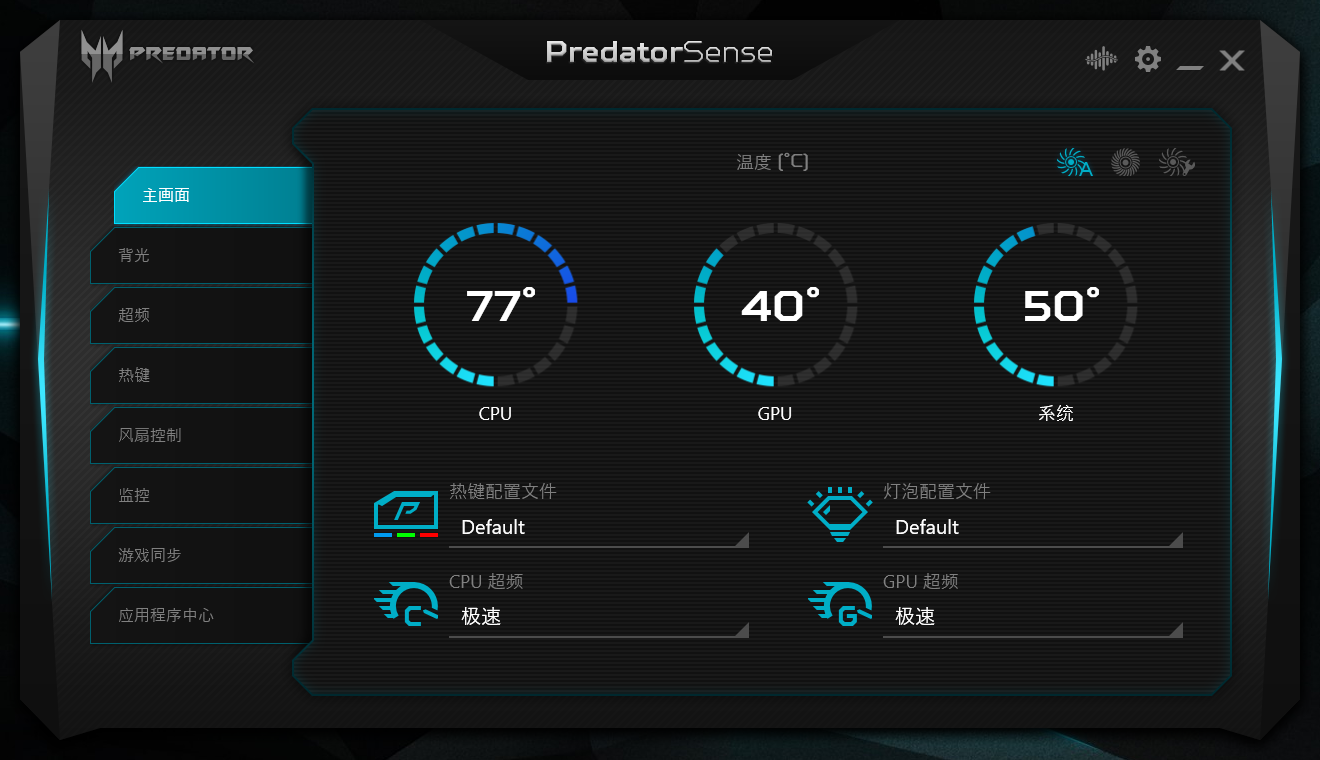 PREDATOR
PredatorSense
温度 (°C)
A
主画面
背光
超频
热键
风扇控制
监控
游戏同步
应用程序中心
77°
40°
50°
CPU
GPU
系统
热键配置文件
Default
灯泡配置文件
Default
CPU 超频
C
极速
GPU 超频
G
极速